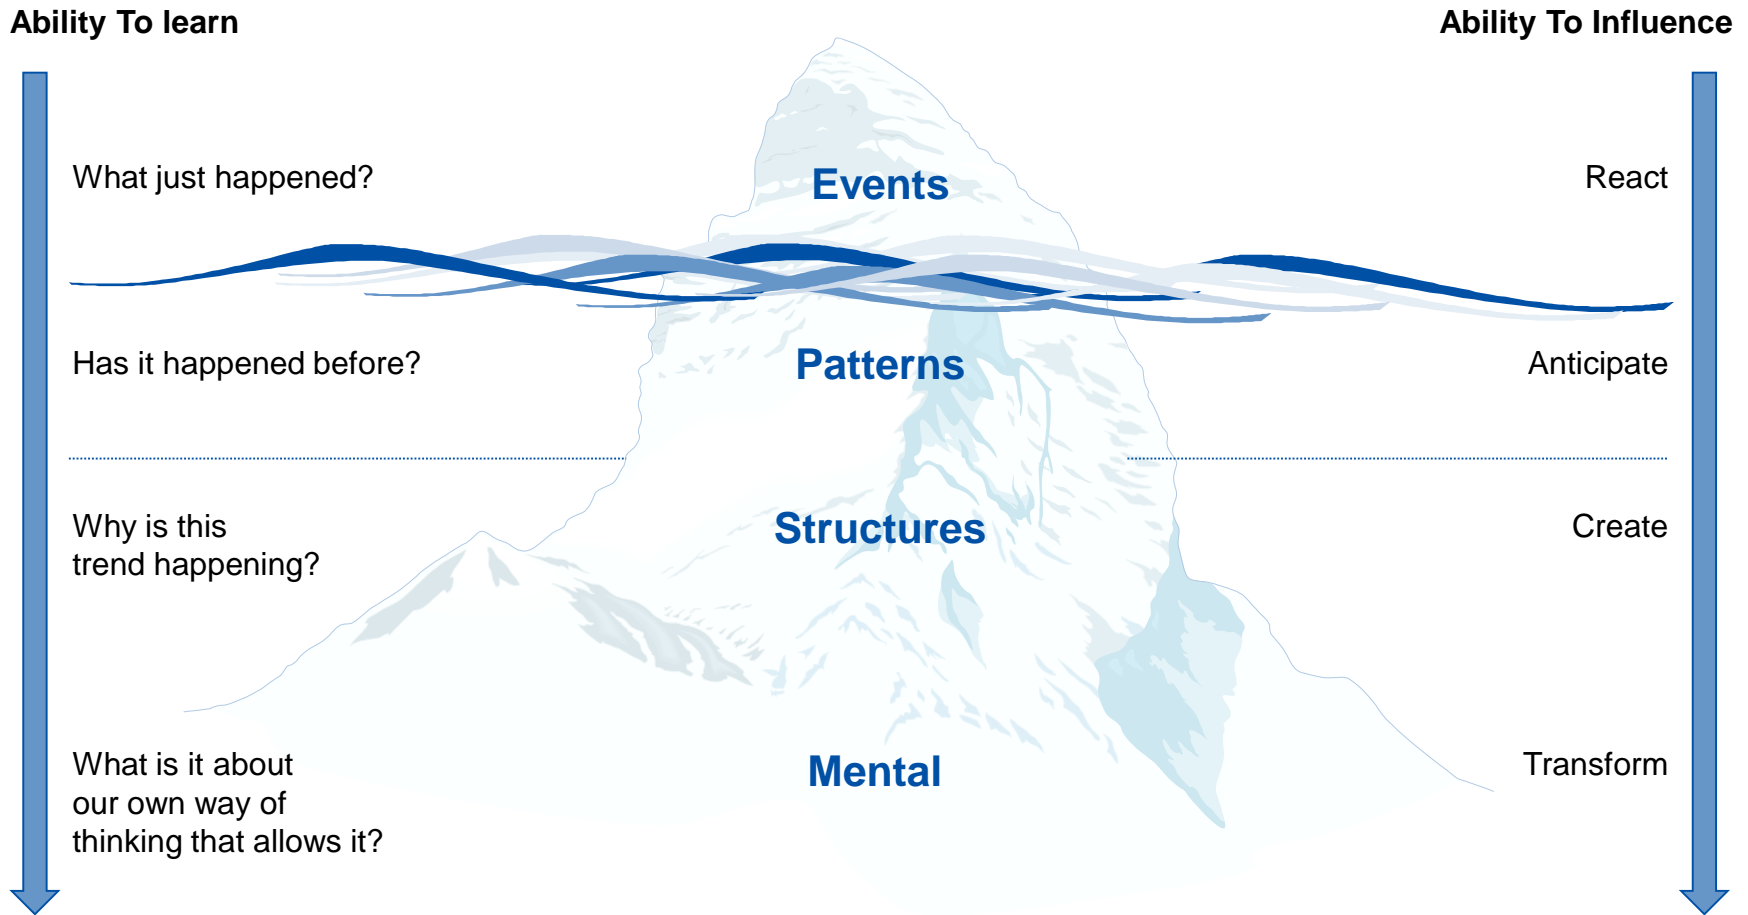 Ability To learn
Ability To Influence
What just happened?
Events
React
Has it happened before?
Patterns
Anticipate
Why is this
trend happening?
Structures
Create
What is it about
our own way of
thinking that allows it?
Mental
Transform